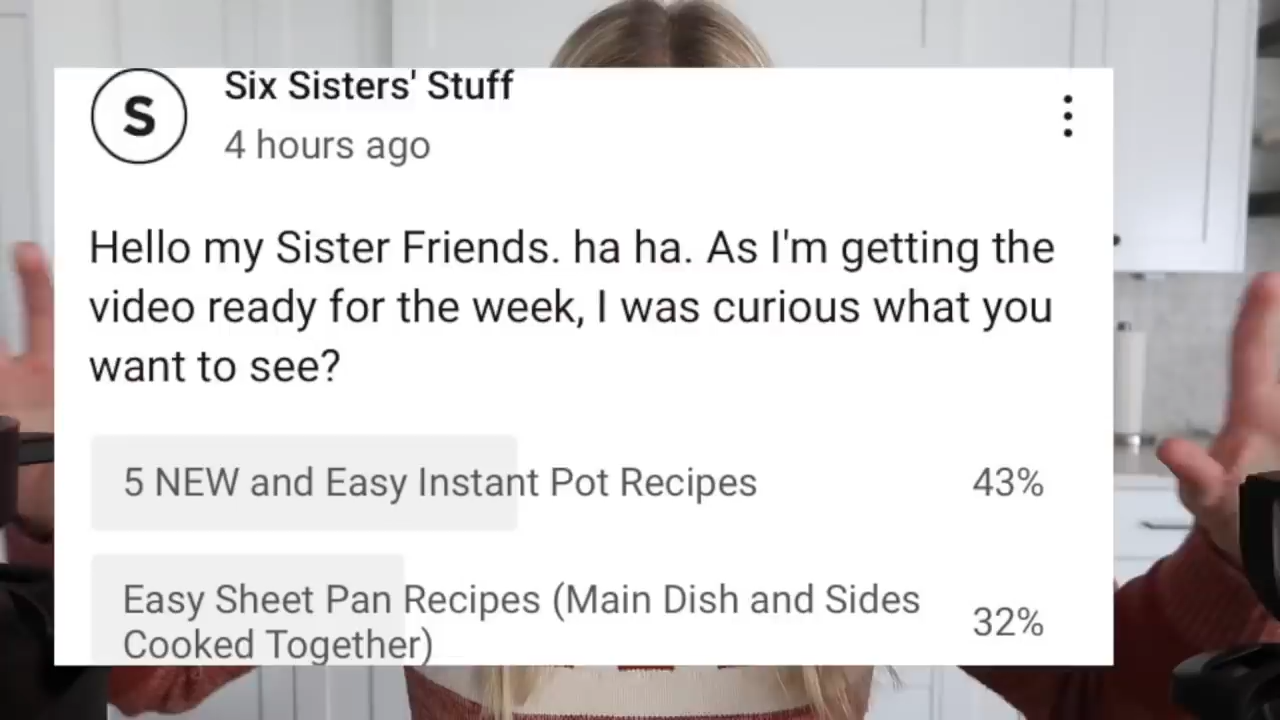 S
Six Sisters' Stuff
4 hours ago
Hello my Sister Friends. ha ha. As I'm getting the
video ready for the week, I was curious what you
want to see?
5 NEW and Easy Instant Pot Recipes 43%
Easy Sheet Pan Recipes (Main Dish and Sides
Cooked Together) 32%